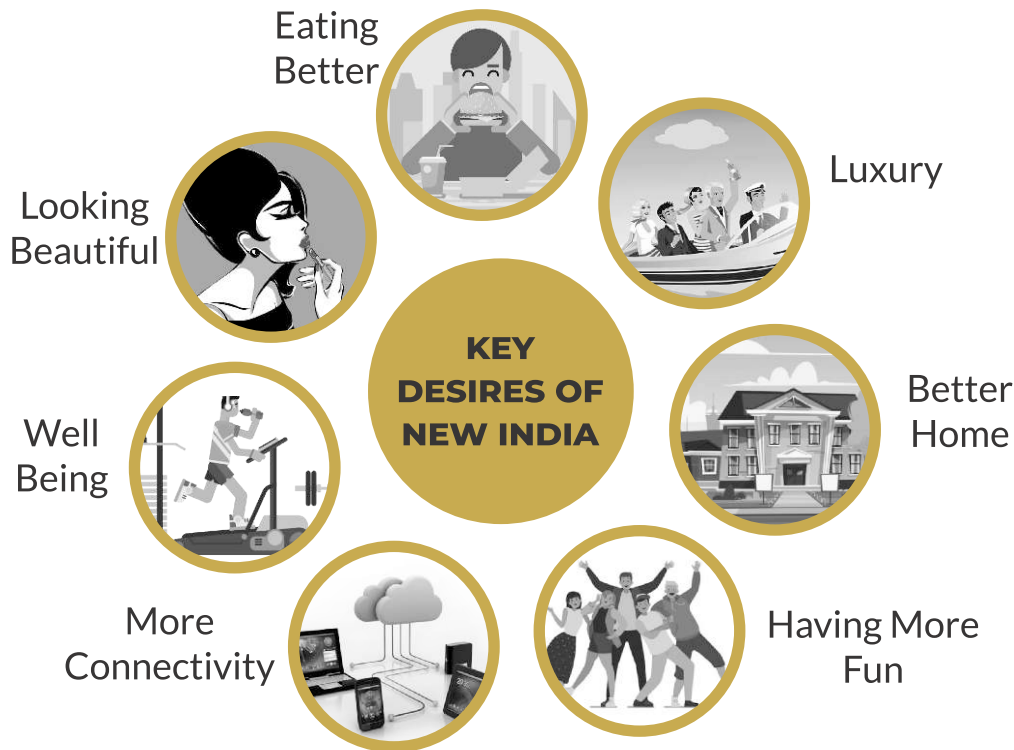 Eating
Better
Luxury
Looking
Beautiful
KEY
DESIRES OF
NEW INDIA
Better
Home
Well
Being
More
Connectivity
Having More
Fun